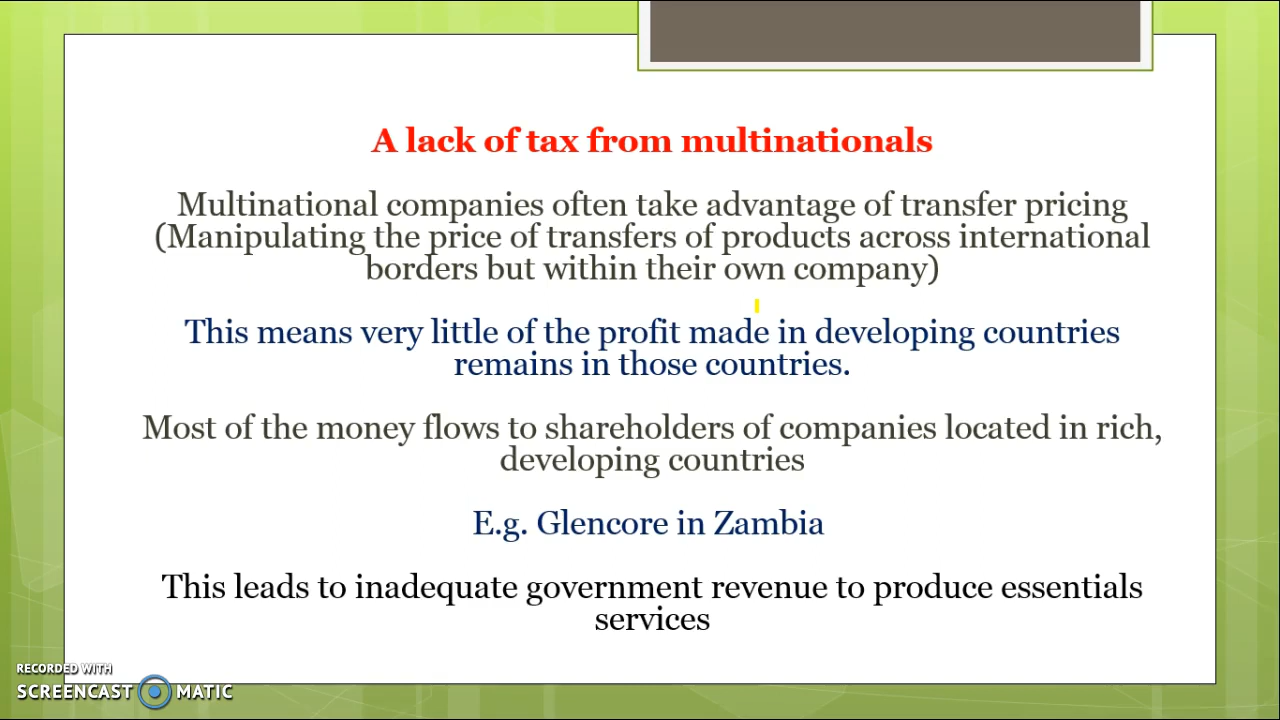 A lack of tax from multinationals
Multinational companies often take advantage of transfer pricing
(Manipulating the price of transfers of products across international
borders but within their own company)
This means very little of the profit made in developing countries
remains in those countries.
Most of the money flows to shareholders of companies located in rich,
developing countries
E.g. Glencore in Zambia
This leads to inadequate government revenue to produce essentials
services
RECORDED WITH
SCREENCAST MATIC